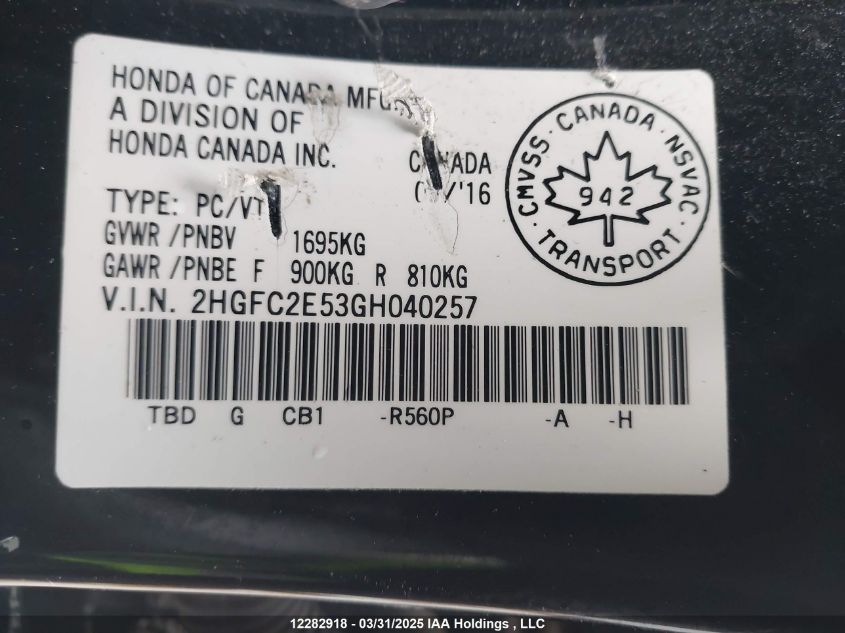 HONDA OF CANADA MFG.
A DIVISION OF
HONDA CANADA INC.
CANADA
'16
TYPE: PC/VT
GVWR /PNBV 1695KG
GAWR /PNBE F 900KG R 810KG
V.I.N. 2HGFC2E53GH040257
TBD G CB1 -R560P -A -H
CMVSS · CANADA · NSVAC
942
· TRANSPORT ·
12282918 - 03/31/2025 IAA Holdings , LLC